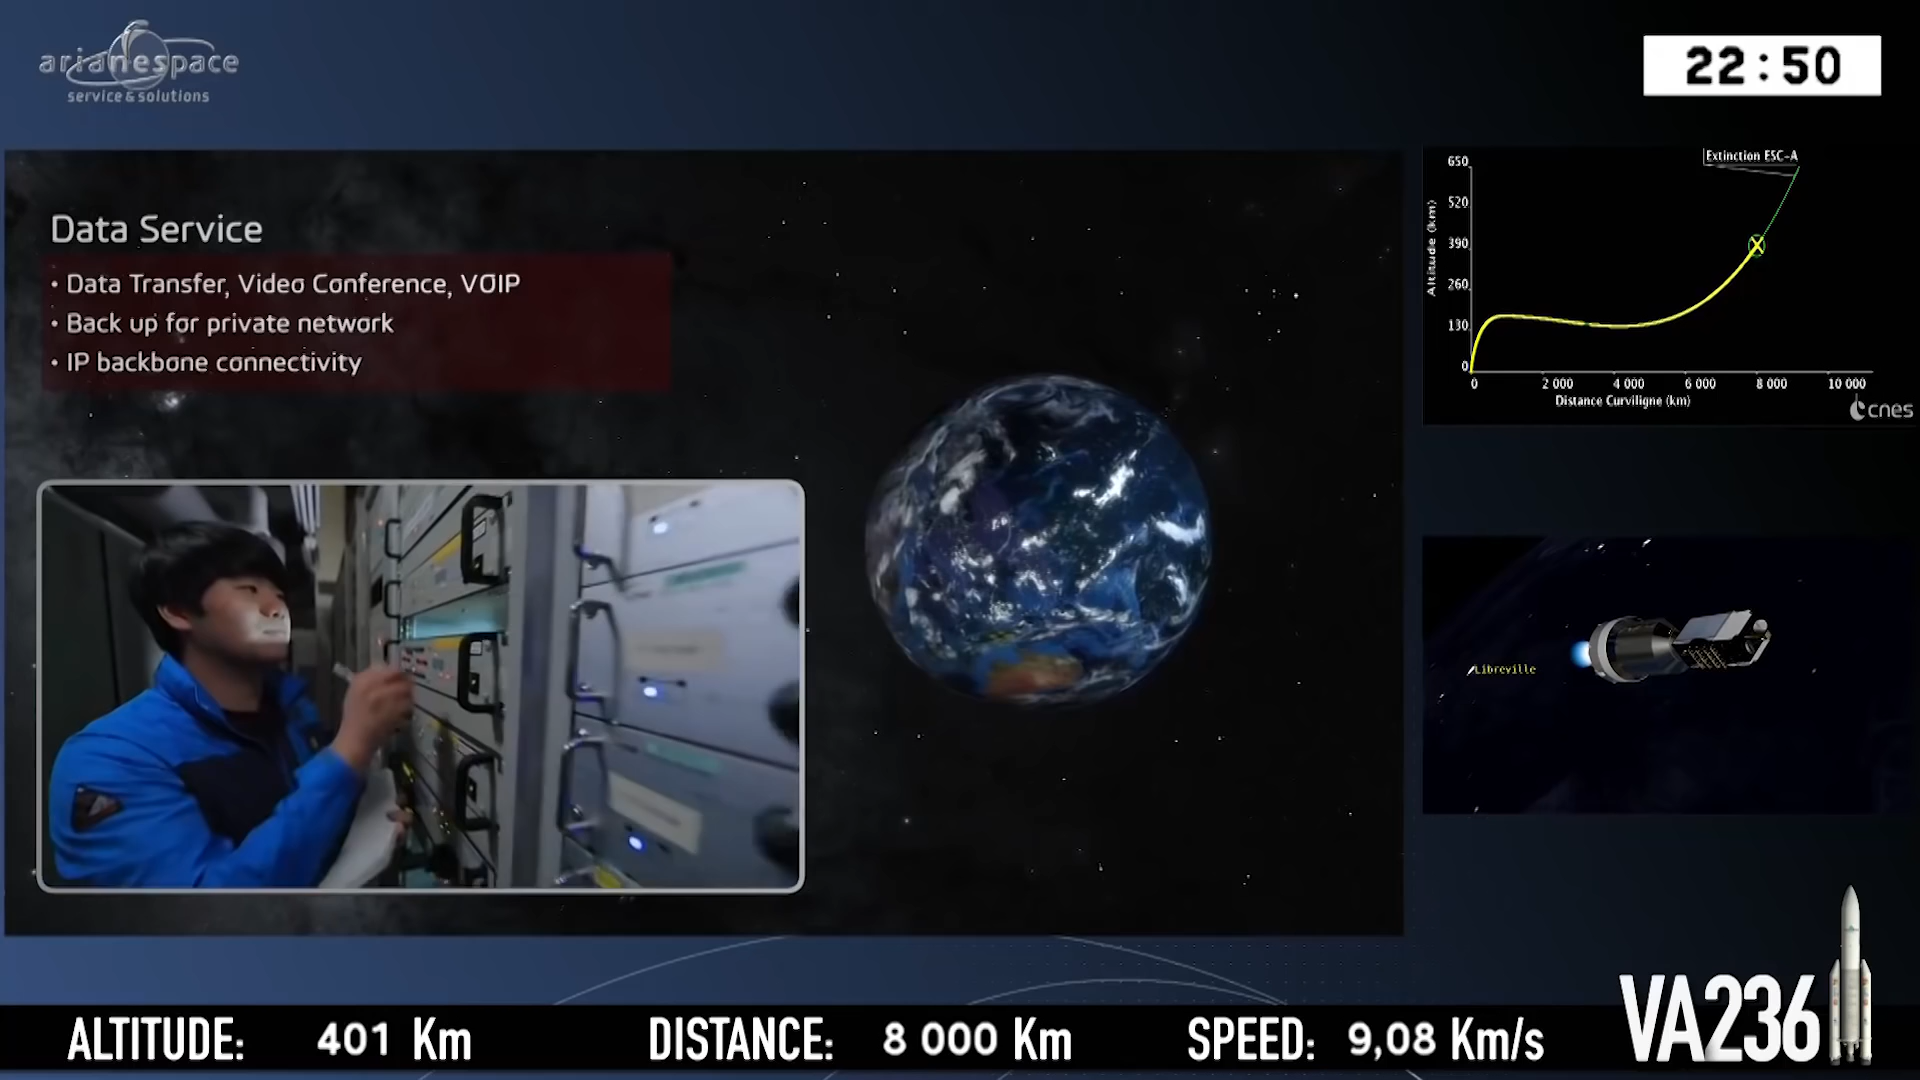 arianespace
service & solutions
22:50
Data Service
• Data Transfer, Video Conference, VOIP
• Back up for private network
• IP backbone connectivity
Extinction ESC-A
Altitude (km)
650
520
390
260
130
0
0 2 000 4 000 6 000 8 000 10 000
Distance Curviligne (km)
cnes
Libreville
VA236
ALTITUDE: 401 Km DISTANCE: 8 000 Km SPEED: 9,08 Km/s